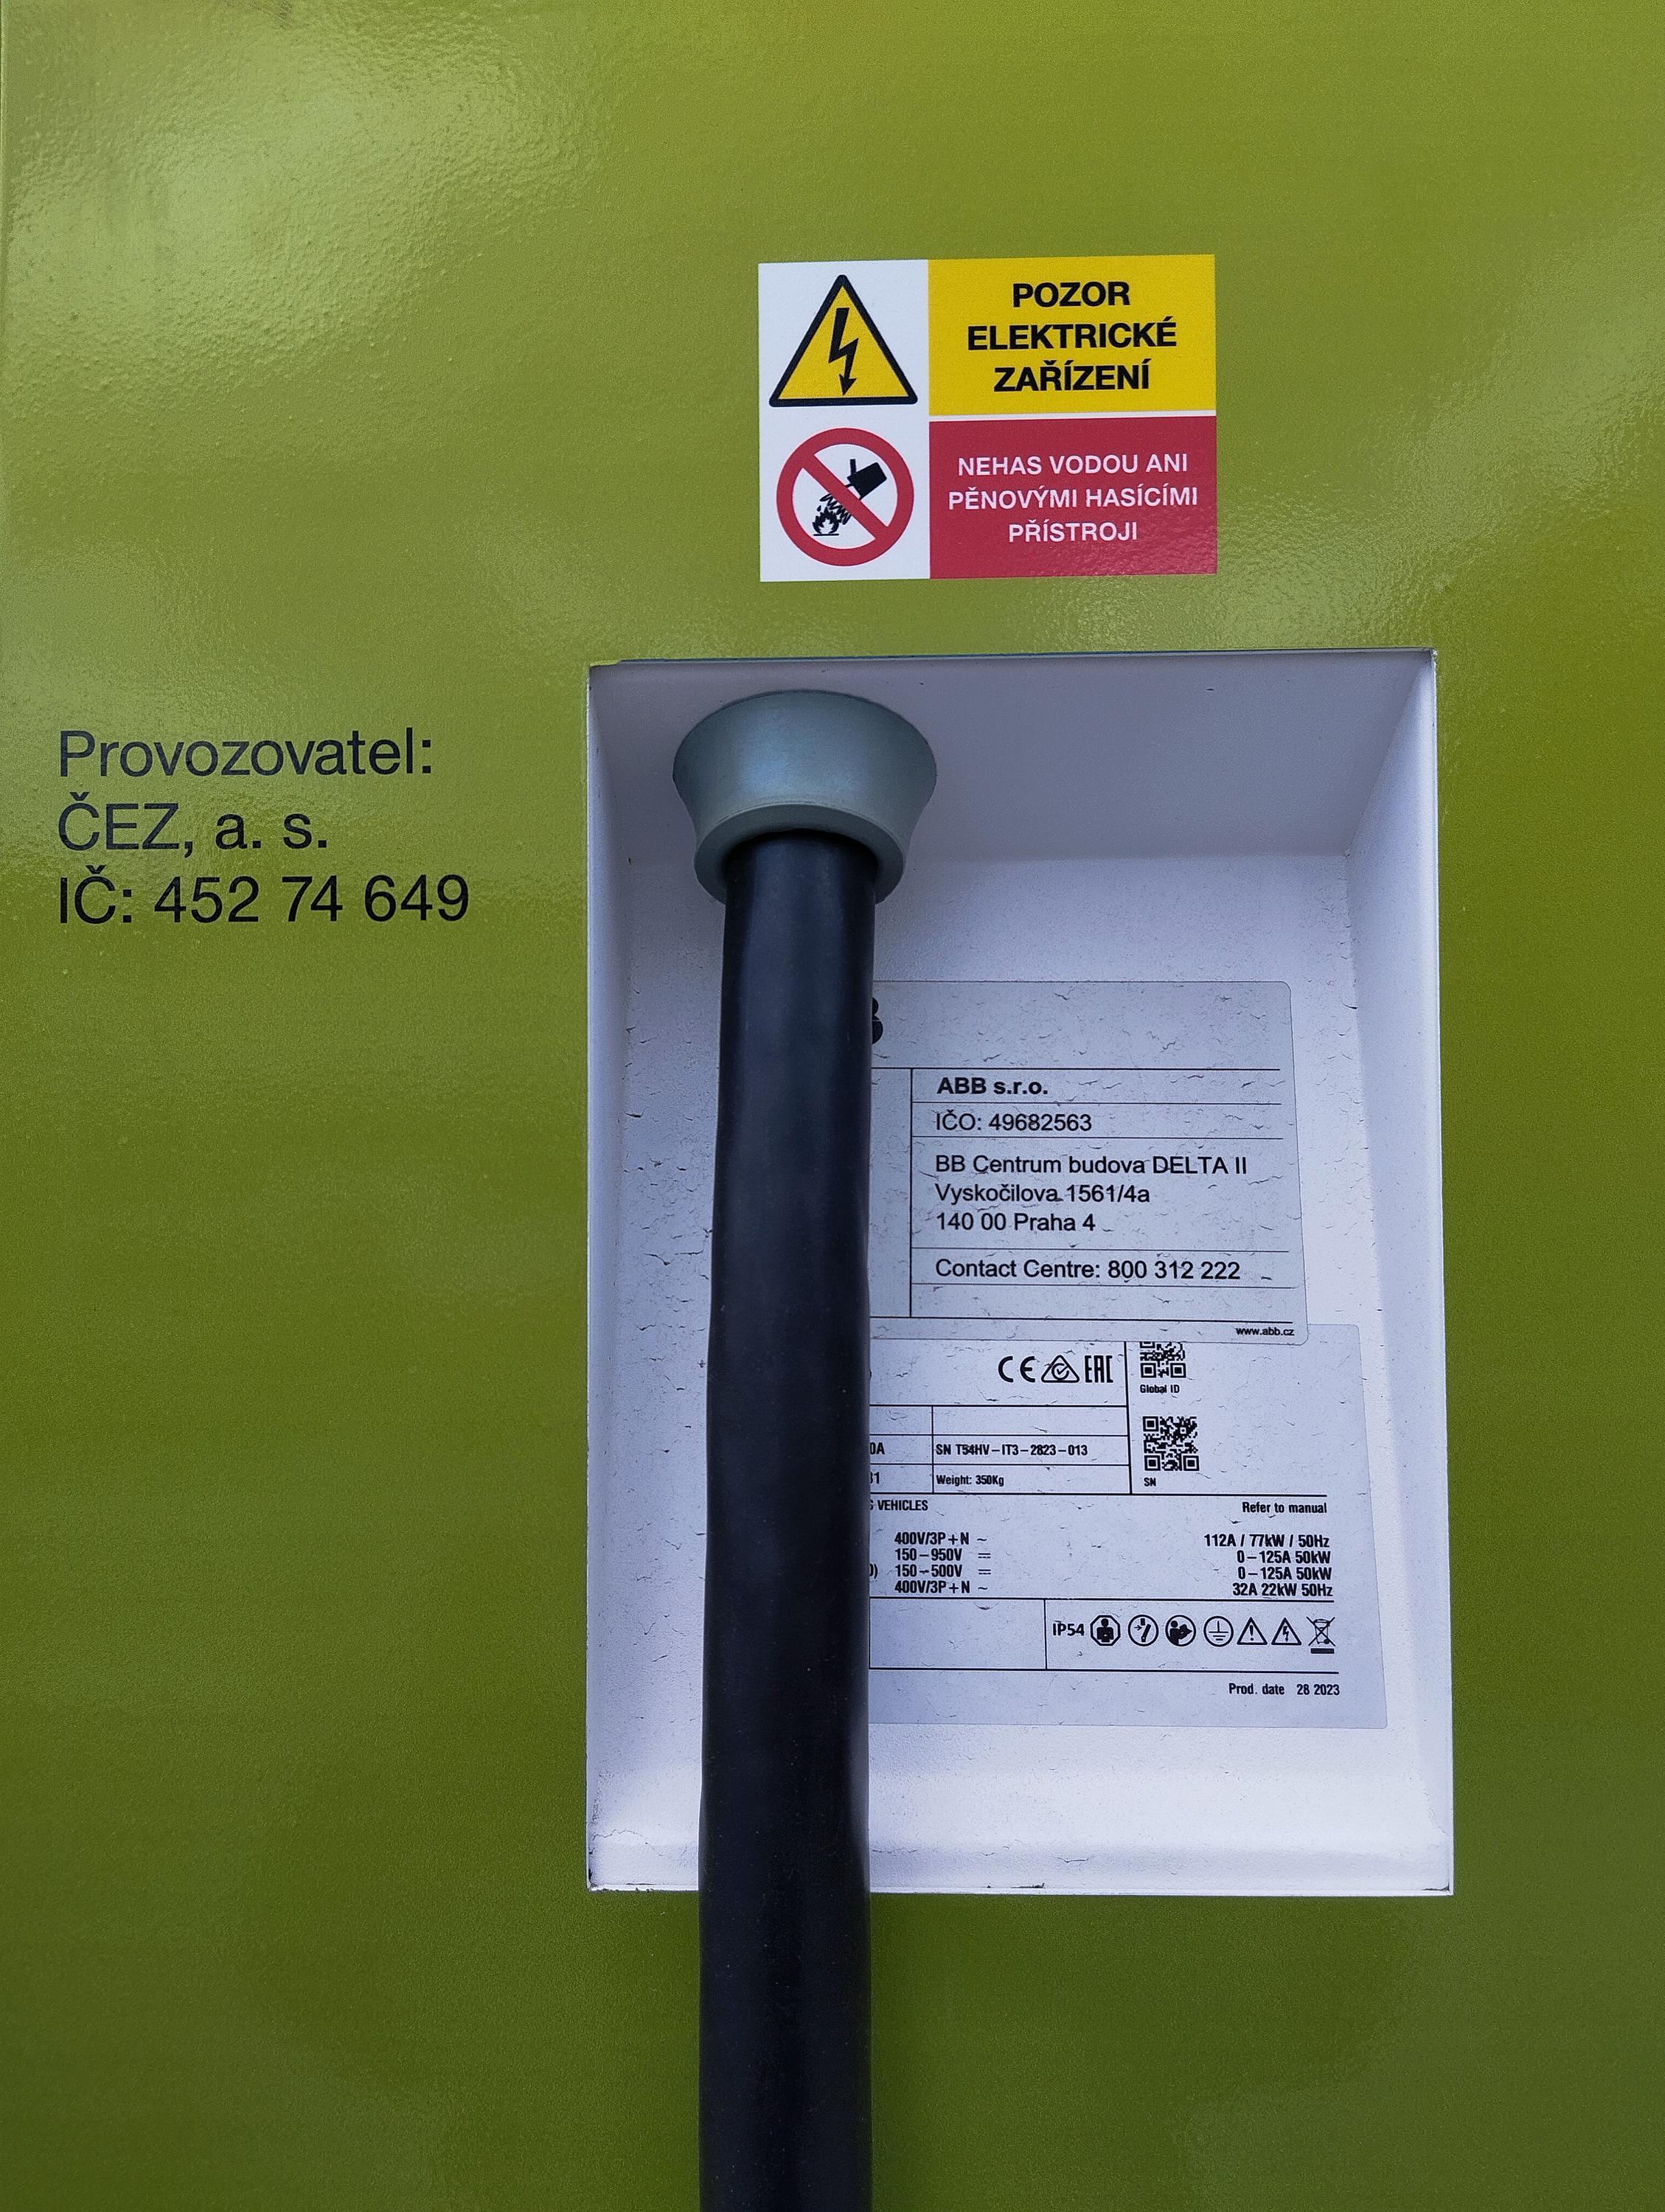 POZOR
ELEKTRICKÉ
ZAŘÍZENÍ
NEHAS VODOU ANI
PĚNOVÝMI HASÍCÍMI
PŘÍSTROJI
Provozovatel:
ČEZ, a. s.
IČ: 452 74 649
ABB s.r.o.
IČO: 49682563
BB Centrum budova DELTA II
Vyskočilova 1561/4a
140 00 Praha 4
Contact Centre: 800 312 222
www.abb.cz
CE EAC
Global ID
SN T54HV-IT3-2823-013
Weight: 350Kg
SN
VEHICLES Refer to manual
400V/3P+N ~ 112A / 77kW / 50Hz
150-950V ⎓ 0-125A 50kW
150-500V ⎓ 0-125A 50kW
400V/3P+N ~ 32A 22kW 50Hz
IP54
Prod. date 28 2023